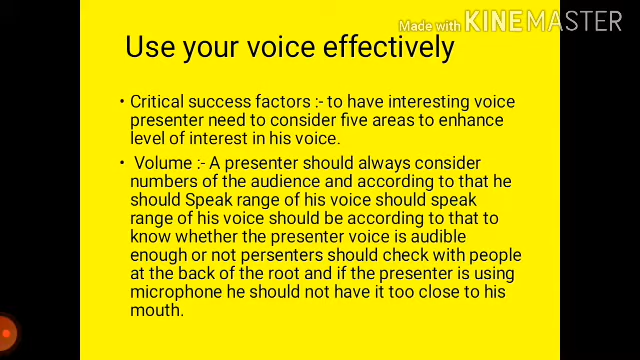 Made with KINEMASTER
Use your voice effectively
• Critical success factors :- to have interesting voice
presenter need to consider five areas to enhance
level of interest in his voice.
• Volume :- A presenter should always consider
numbers of the audience and according to that he
should Speak range of his voice should speak
range of his voice should be according to that to
know whether the presenter voice is audible
enough or not persenters should check with people
at the back of the root and if the presenter is using
microphone he should not have it too close to his
mouth.